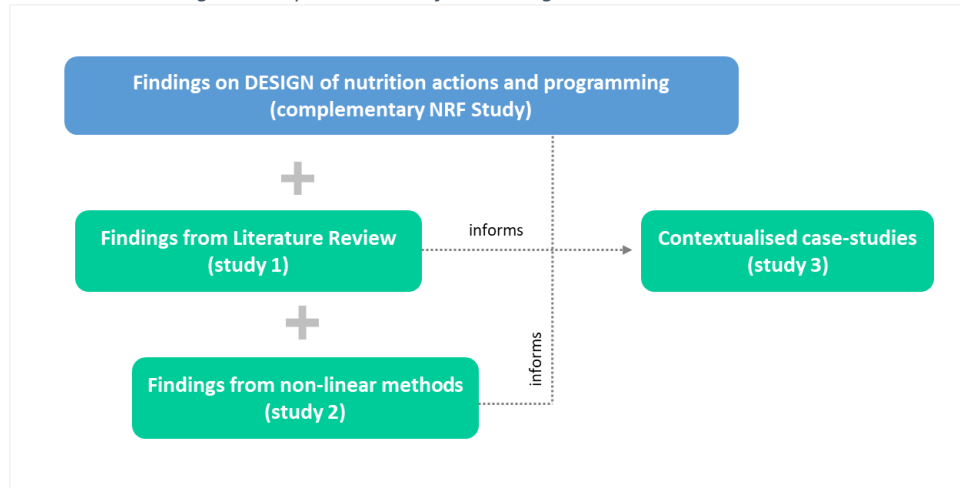 Findings on DESIGN of nutrition actions and programming
(complementary NRF Study)
Findings from Literature Review
(study 1)
informs
Contextualised case-studies
(study 3)
informs
Findings from non-linear methods
(study 2)